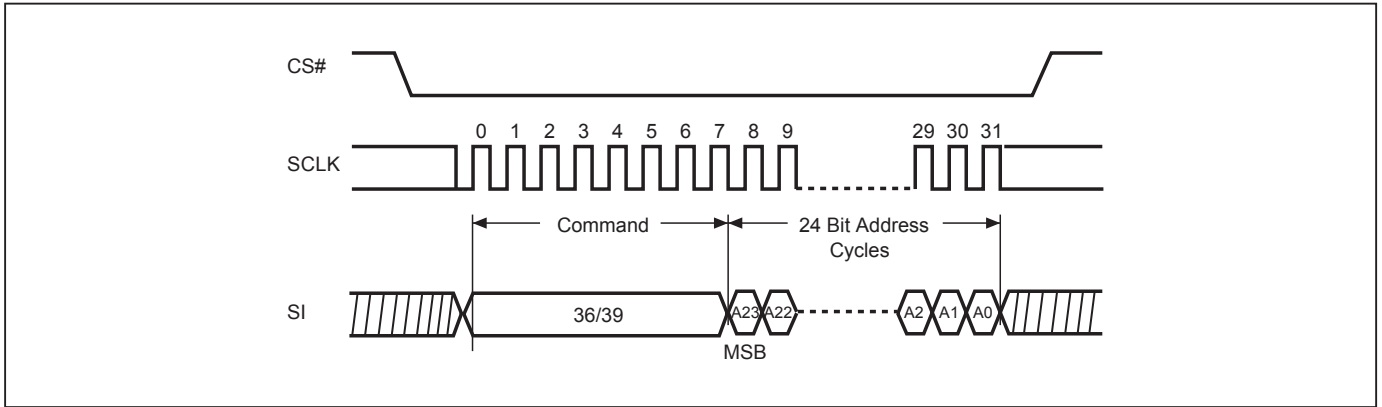 CS#
0 1 2 3 4 5 6 7 8 9 29 30 31
SCLK
Command
24 Bit Address
Cycles
SI
36/39
A23 A22 A2 A1 A0
MSB